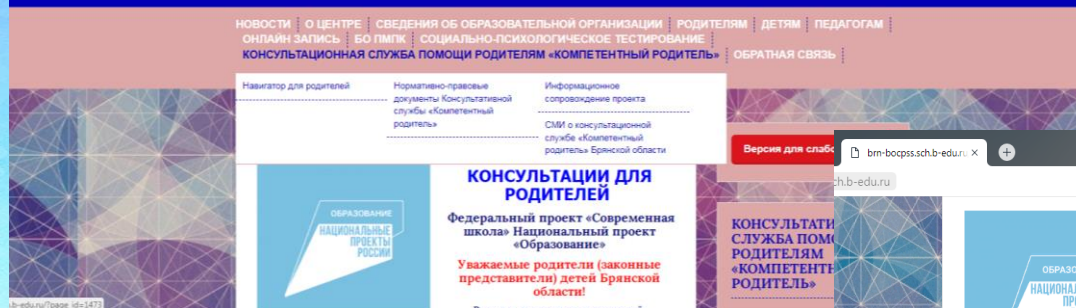 НОВОСТИ О ЦЕНТРЕ СВЕДЕНИЯ ОБ ОБРАЗОВАТЕЛЬНОЙ ОРГАНИЗАЦИИ РОДИТЕЛЯМ ДЕТЯМ ПЕДАГОГАМ
ОНЛАЙН ЗАПИСЬ БО ПМПК СОЦИАЛЬНО-ПСИХОЛОГИЧЕСКОЕ ТЕСТИРОВАНИЕ
КОНСУЛЬТАЦИОННАЯ СЛУЖБА ПОМОЩИ РОДИТЕЛЯМ «КОМПЕТЕНТНЫЙ РОДИТЕЛЬ» ОБРАТНАЯ СВЯЗЬ
Навигатор для родителей
Нормативно-правовые
документы Консультативной
службы «Компетентный
родитель»
Информационное
сопровождение проекта
СМИ о консультационной
службе «Компетентный
родитель» Брянской области
Версия для слабо
brn-bocpss.sch.b-edu.ru
ch.b-edu.ru
ОБРАЗОВАНИЕ
НАЦИОНАЛЬНЫЕ
ПРОЕКТЫ
РОССИИ
КОНСУЛЬТАЦИИ ДЛЯ
РОДИТЕЛЕЙ
Федеральный проект «Современная
школа» Национальный проект
«Образование»
Уважаемые родители (законные
представители) детей Брянской
области!
КОНСУЛЬТАТИ
СЛУЖБА ПОМО
РОДИТЕЛЯМ
«КОМПЕТЕНТН
РОДИТЕЛЬ»
ОБРАЗО
НАЦИОНАЛ
.b-edu.ru/?page_id=1473